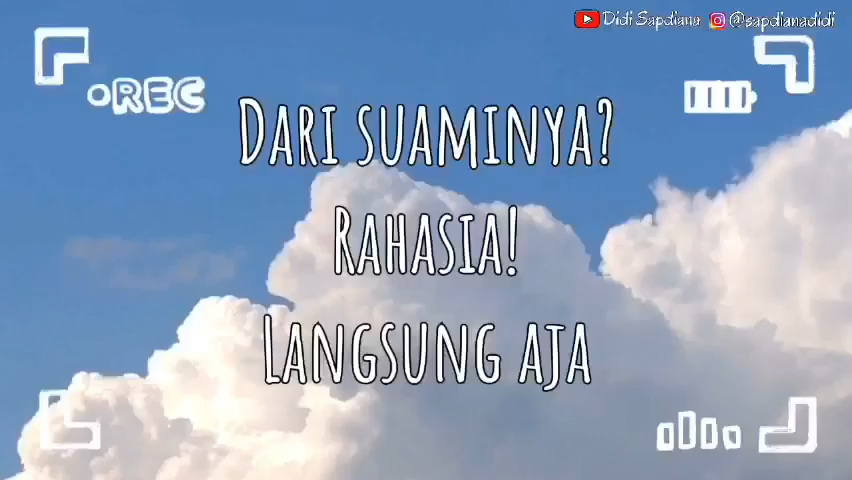 Didi Sapdiana @sapdianadidi
REC
DARI SUAMINYA?
RAHASIA!
LANGSUNG AJA